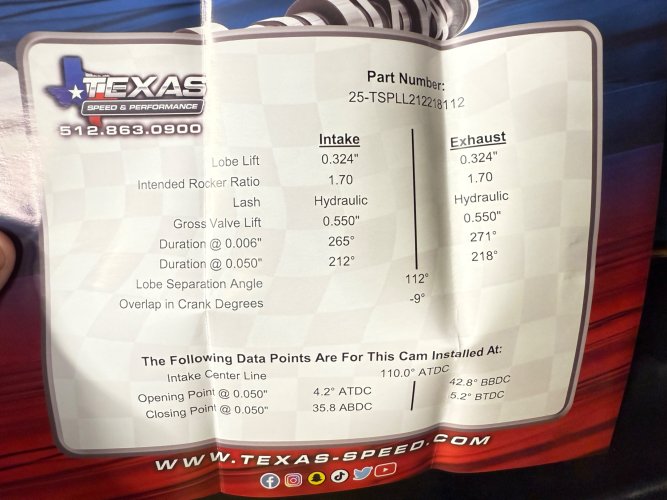 TEXAS
SPEED & PERFORMANCE
512.863.0900
Part Number:
25-TSPLL212218112
Intake Exhaust
Lobe Lift 0.324" 0.324"
Intended Rocker Ratio 1.70 1.70
Lash Hydraulic Hydraulic
Gross Valve Lift 0.550" 0.550"
Duration @ 0.006" 265° 271°
Duration @ 0.050" 212° 218°
Lobe Separation Angle 112°
Overlap in Crank Degrees -9°
The Following Data Points Are For This Cam Installed At:
Intake Center Line 110.0° ATDC
Opening Point @ 0.050" 4.2° ATDC 42.8° BBDC
Closing Point @ 0.050" 35.8 ABDC 5.2° BTDC
WWW.TEXAS-SPEED.COM